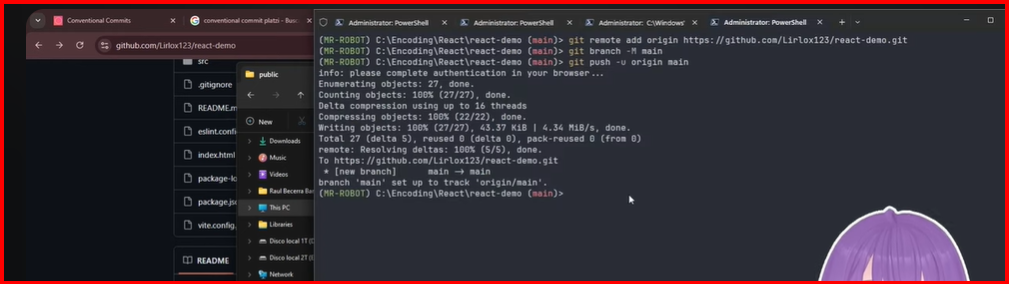 Conventional Commits
conventional commit platzi - Bus
Administrator: PowerShell
Administrator: PowerShell
Administrator: C:\Windows'
Administrator: PowerShell
github.com/Lirlox123/react-demo
src
.gitignore
README.m
eslint.config
index.html
package-lo
package.jsc
vite.config.
README
public
New
Downloads
Music
Videos
Raul Becerra Ba
This PC
Libraries
Disco local 1T (
Disco local 2T (
Network
(MR-ROBOT) C:\Encoding\React\react-demo (main)> git remote add origin https://github.com/Lirlox123/react-demo.git
(MR-ROBOT) C:\Encoding\React\react-demo (main)> git branch -M main
(MR-ROBOT) C:\Encoding\React\react-demo (main)> git push -u origin main
info: please complete authentication in your browser...
Enumerating objects: 27, done.
Counting objects: 100% (27/27), done.
Delta compression using up to 16 threads
Compressing objects: 100% (22/22), done.
Writing objects: 100% (27/27), 43.37 KiB | 4.34 MiB/s, done.
Total 27 (delta 5), reused 0 (delta 0), pack-reused 0 (from 0)
remote: Resolving deltas: 100% (5/5), done.
To https://github.com/Lirlox123/react-demo.git
* [new branch] main -> main
branch 'main' set up to track 'origin/main'.
(MR-ROBOT) C:\Encoding\React\react-demo (main)>